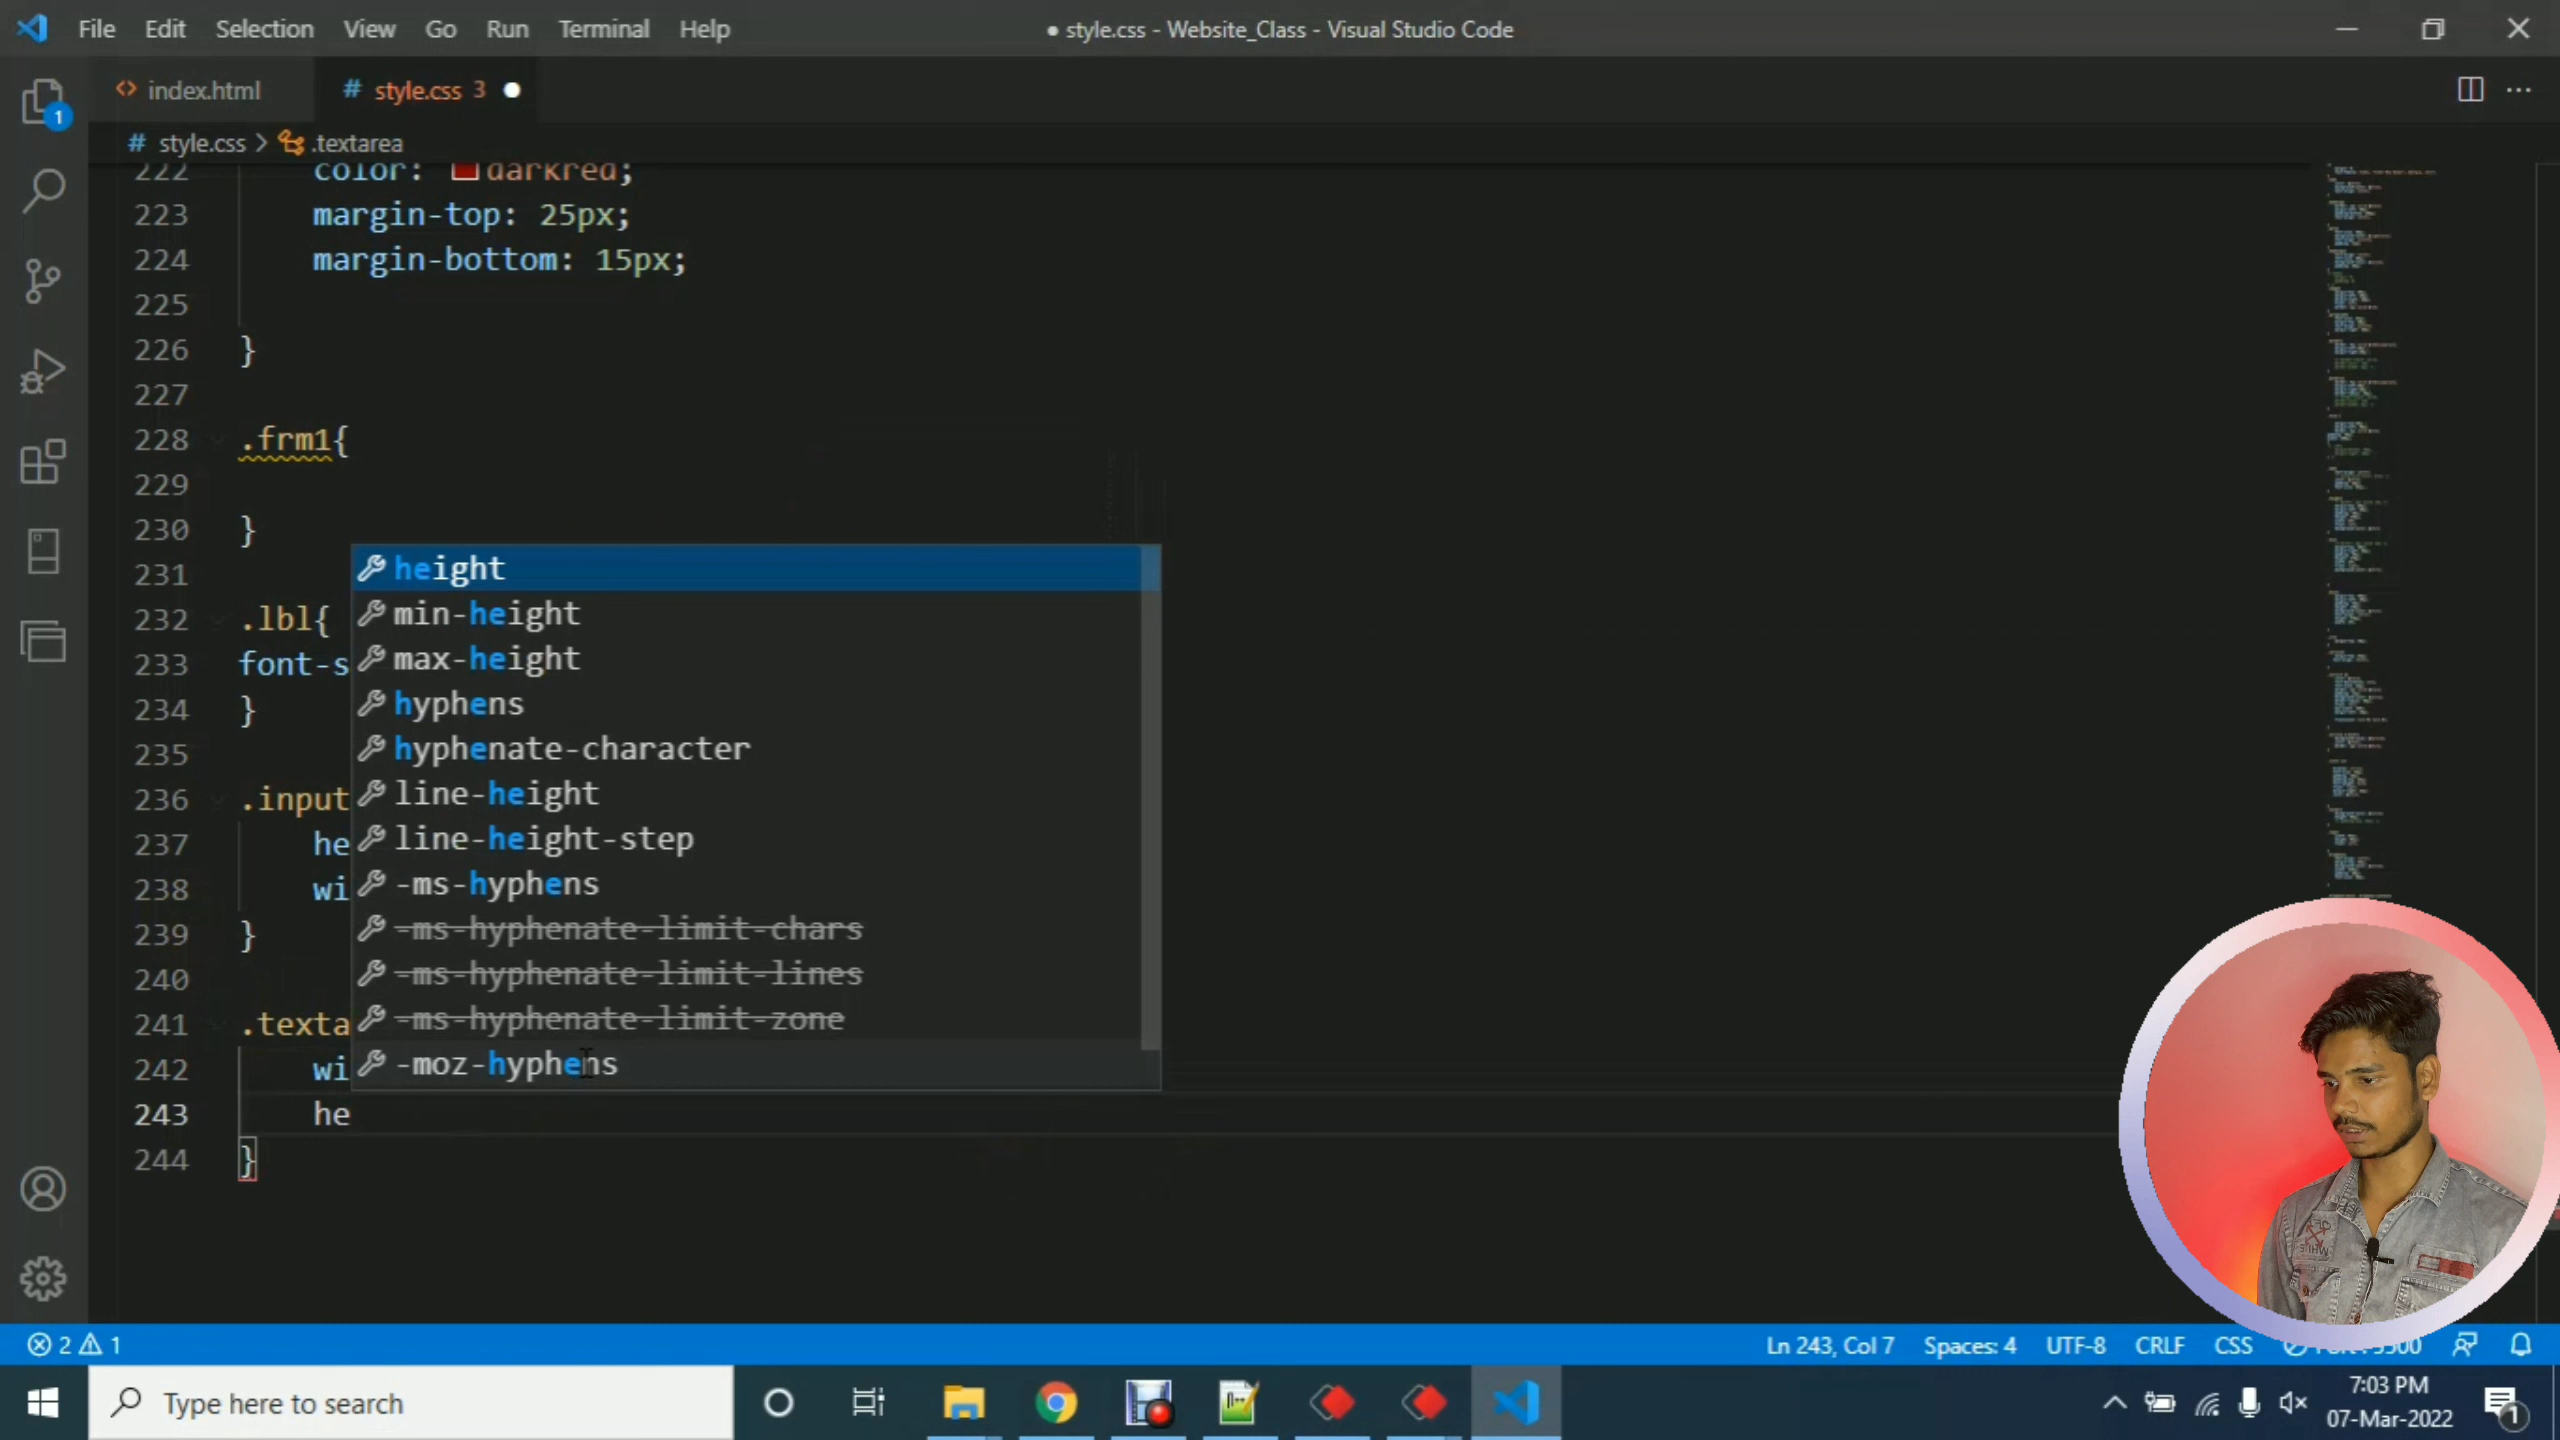 File Edit Selection View Go Run Terminal Help
● style.css - Website_Class - Visual Studio Code
index.html
# style.css 3 ●
# style.css > .textarea
222 color: darkred;
223 margin-top: 25px;
224 margin-bottom: 15px;
225
226 }
227
228 .frm1{
229
230 }
231
232 .lbl{
233 font-s
234 }
235
236 .input
237 he
238 wi
239 }
240
241 .texta
242 wi
243 he
244 }
height
min-height
max-height
hyphens
hyphenate-character
line-height
line-height-step
-ms-hyphens
-ms-hyphenate-limit-chars
-ms-hyphenate-limit-lines
-ms-hyphenate-limit-zone
-moz-hyphens
1
2 1
Ln 243, Col 7 Spaces: 4 UTF-8 CRLF CSS
Type here to search
7:03 PM
07-Mar-2022
1